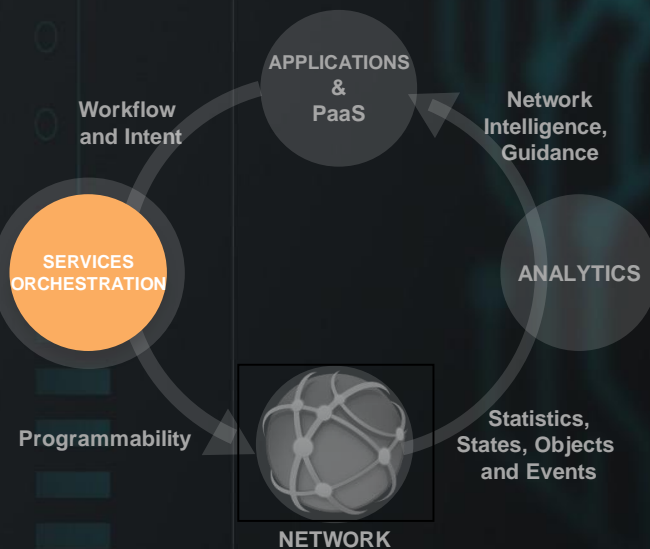 APPLICATIONS
&
PaaS
Workflow
and Intent
Network
Intelligence,
Guidance
SERVICES
ORCHESTRATION
ANALYTICS
Programmability
Statistics,
States, Objects
and Events
NETWORK